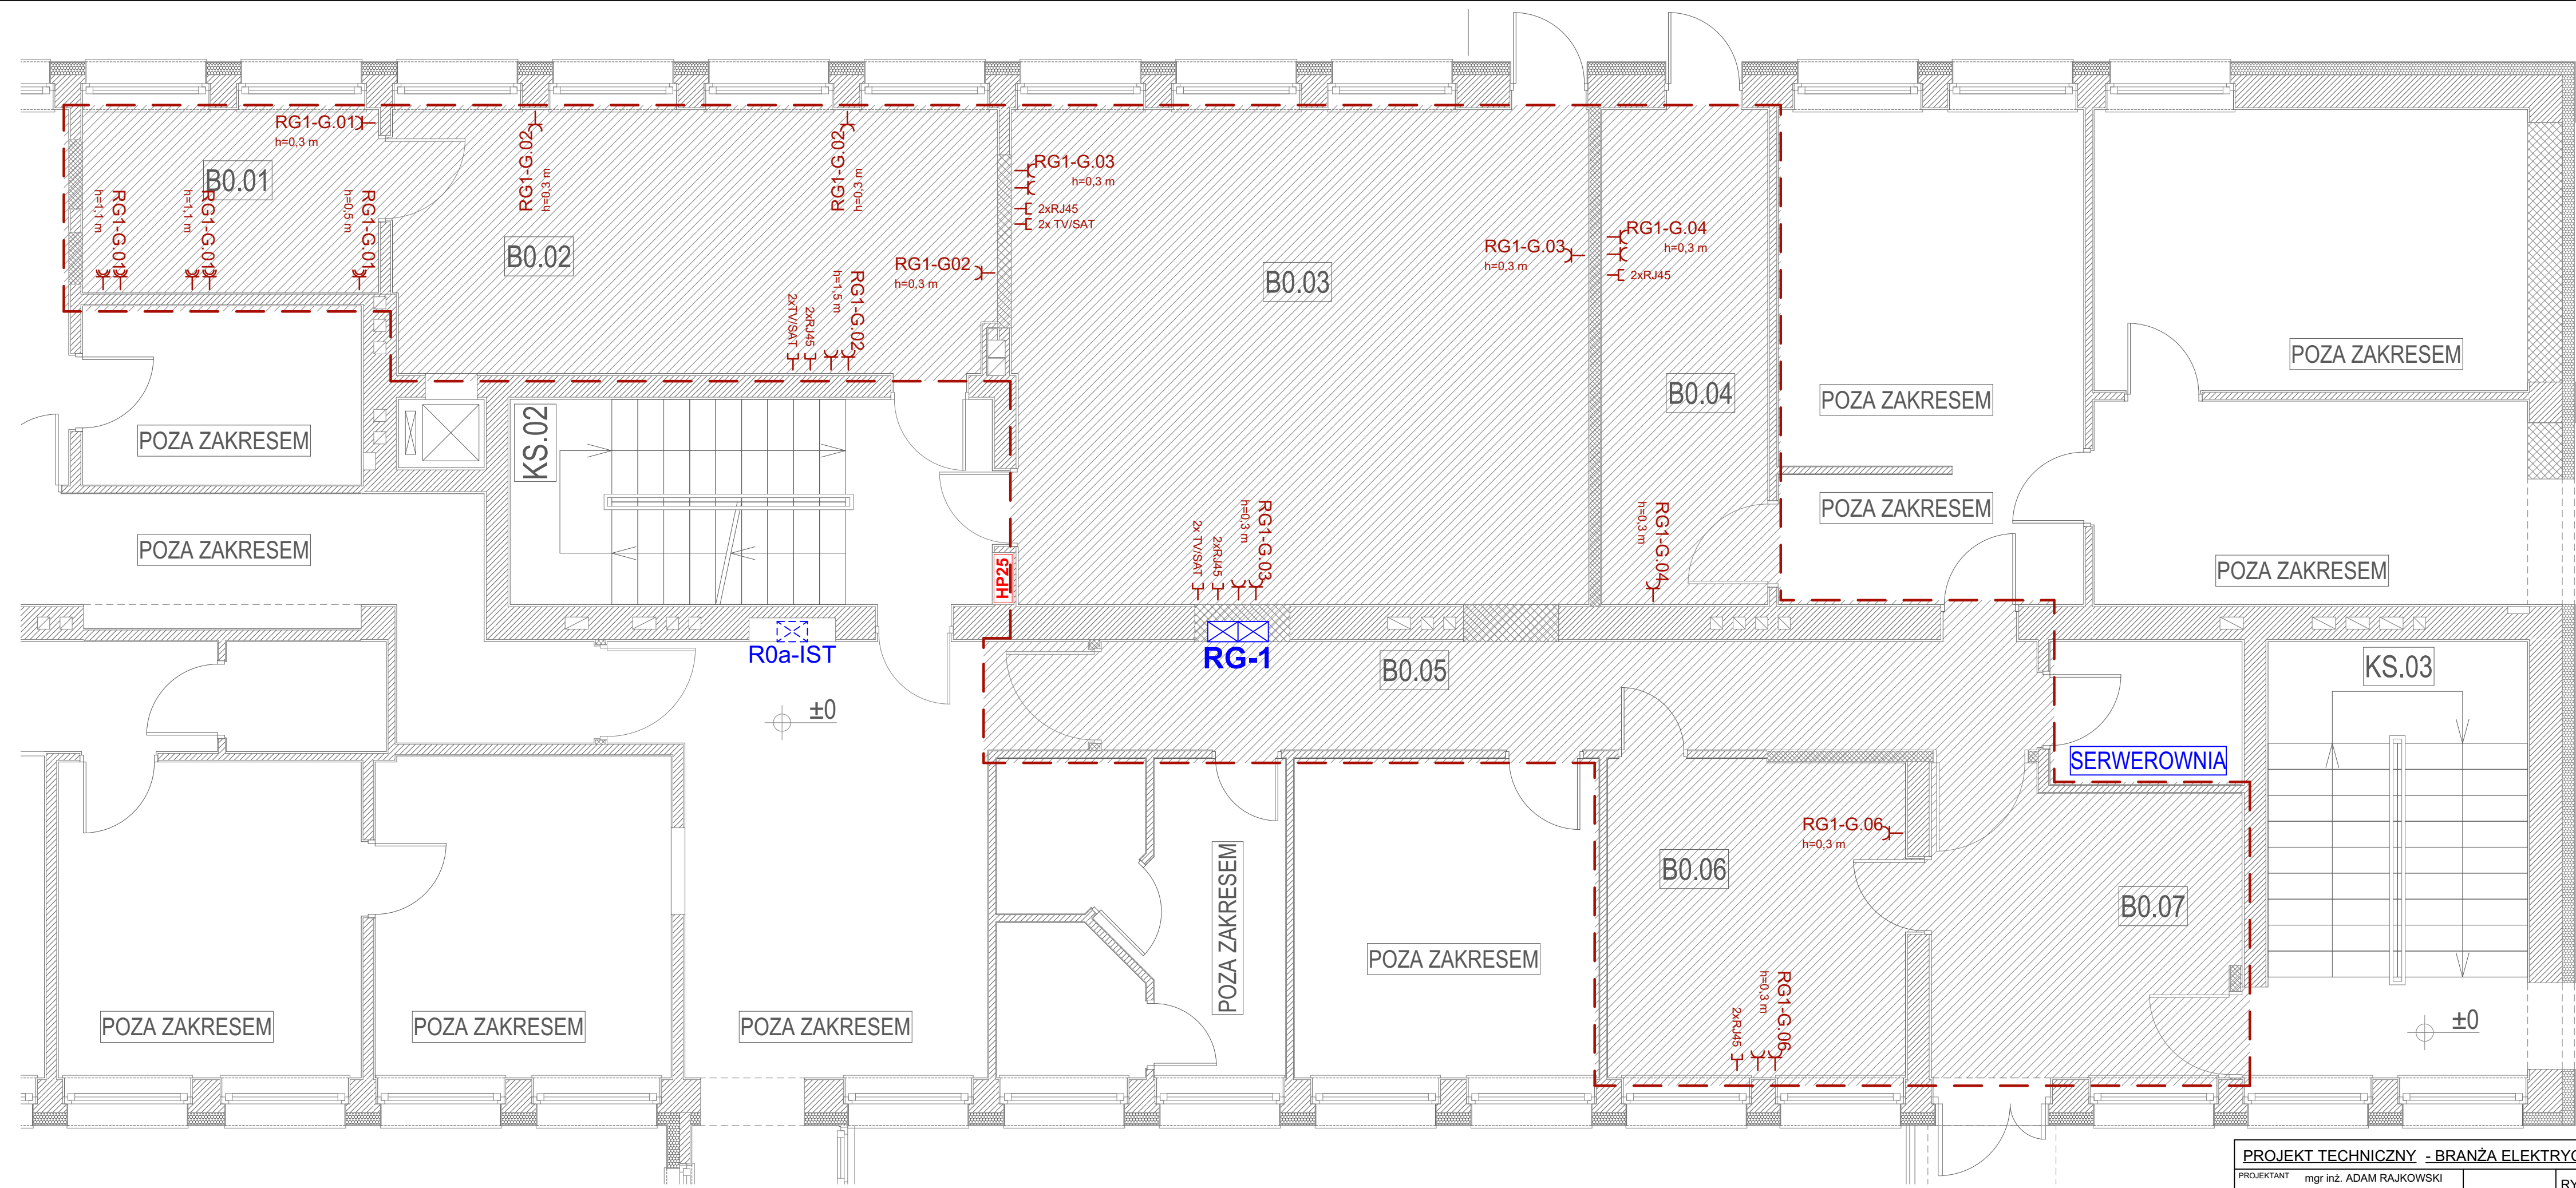 RG1-G.01
h=0,3 m
B0.01
h=1,1 m
RG1-G.01
h=1,1 m
RG1-G.01
h=0,5 m
RG1-G.01
RG1-G.02
h=0,3 m
RG1-G.02
h=0,3 m
B0.02
RG1-G02
h=0,3 m
2xTV/SAT
2xRJ45
h=1,5 m
RG1-G.02
RG1-G.03
h=0,3 m
2xRJ45
2x TV/SAT
B0.03
RG1-G.03
h=0,3 m
RG1-G.04
h=0,3 m
2xRJ45
B0.04
POZA ZAKRESEM
POZA ZAKRESEM
POZA ZAKRESEM
KS.02
POZA ZAKRESEM
POZA ZAKRESEM
POZA ZAKRESEM
HP25
2x TV/SAT
2xRJ45
h=0,3 m
RG1-G.03
h=0,3 m
RG1-G.04
R0a-IST
RG-1
B0.05
KS.03
±0
SERWEROWNIA
RG1-G.06
h=0,3 m
B0.06
B0.07
POZA ZAKRESEM
POZA ZAKRESEM
POZA ZAKRESEM
POZA ZAKRESEM
POZA ZAKRESEM
2xRJ45
h=0,3 m
RG1-G.06
±0
PROJEKT TECHNICZNY - BRANŻA ELEKTRYC
PROJEKTANT mgr inż. ADAM RAJKOWSKI